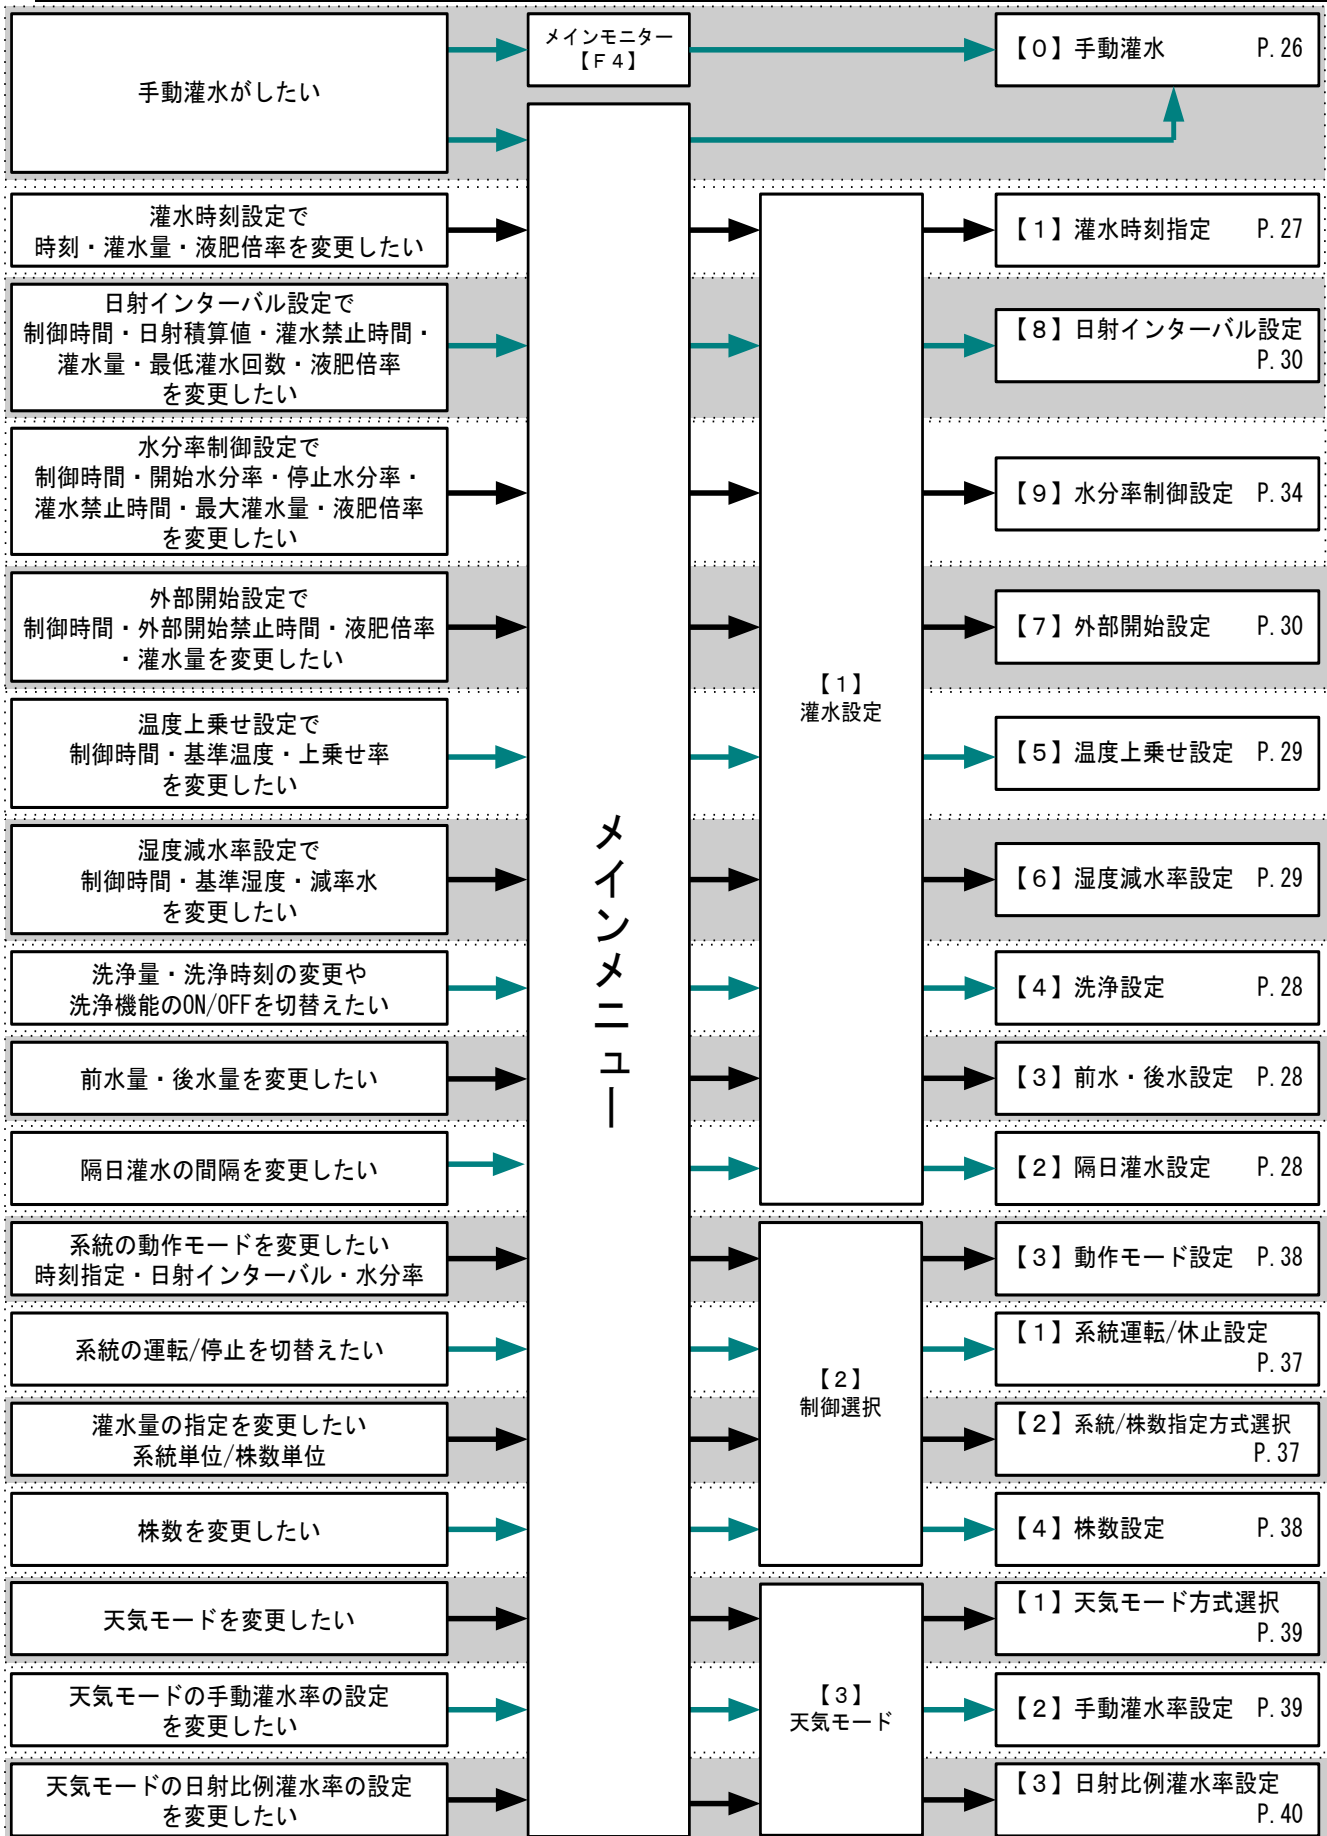 手動灌水がしたい
メインモニター
【F4】
【0】手動灌水 P.26
灌水時刻設定で
時刻・灌水量・液肥倍率を変更したい
【1】灌水時刻指定 P.27
日射インターバル設定で
制御時間・日射積算値・灌水禁止時間・
灌水量・最低灌水回数・液肥倍率
を変更したい
【8】日射インターバル設定
P.30
水分率制御設定で
制御時間・開始水分率・停止水分率・
灌水禁止時間・最大灌水量・液肥倍率
を変更したい
【9】水分率制御設定 P.34
外部開始設定で
制御時間・外部開始禁止時間・液肥倍率
・灌水量を変更したい
【7】外部開始設定 P.30
【1】
灌水設定
温度上乗せ設定で
制御時間・基準温度・上乗せ率
を変更したい
【5】温度上乗せ設定 P.29
メインメニュー
湿度減水率設定で
制御時間・基準湿度・減率水
を変更したい
【6】湿度減水率設定 P.29
洗浄量・洗浄時刻の変更や
洗浄機能のON/OFFを切替えたい
【4】洗浄設定 P.28
前水量・後水量を変更したい
【3】前水・後水設定 P.28
隔日灌水の間隔を変更したい
【2】隔日灌水設定 P.28
系統の動作モードを変更したい
時刻指定・日射インターバル・水分率
【3】動作モード設定 P.38
系統の運転/停止を切替えたい
【1】系統運転/休止設定
P.37
【2】
制御選択
灌水量の指定を変更したい
系統単位/株数単位
【2】系統/株数指定方式選択
P.37
株数を変更したい
【4】株数設定 P.38
天気モードを変更したい
【1】天気モード方式選択
P.39
天気モードの手動灌水率の設定
を変更したい
【3】
天気モード
【2】手動灌水率設定 P.39
天気モードの日射比例灌水率の設定
を変更したい
【3】日射比例灌水率設定
P.40